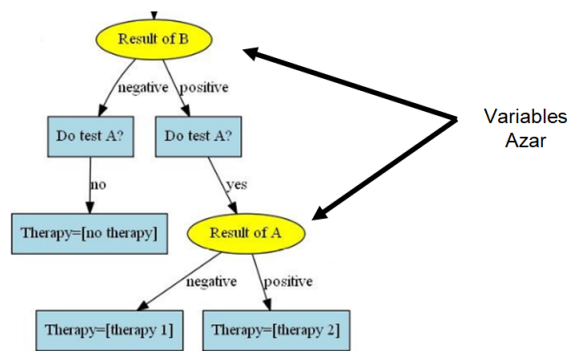 Result of B
negative
positive
Variables
Azar
Do test A?
Do test A?
no
yes
Therapy=[no therapy]
Result of A
negative
positive
Therapy=[therapy 1]
Therapy=[therapy 2]